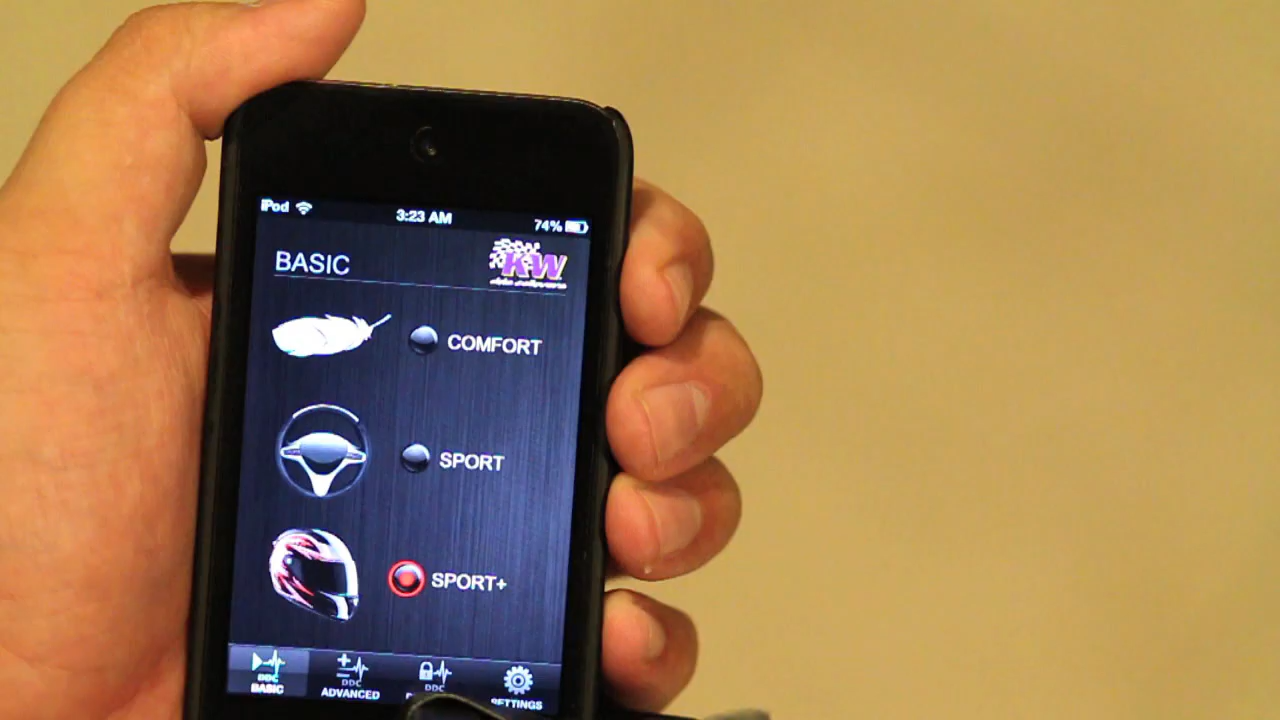 iPod 3:23 AM 74%
BASIC
KW
COMFORT
SPORT
SPORT+
DDC DDC DDC
BASIC ADVANCED SETTINGS